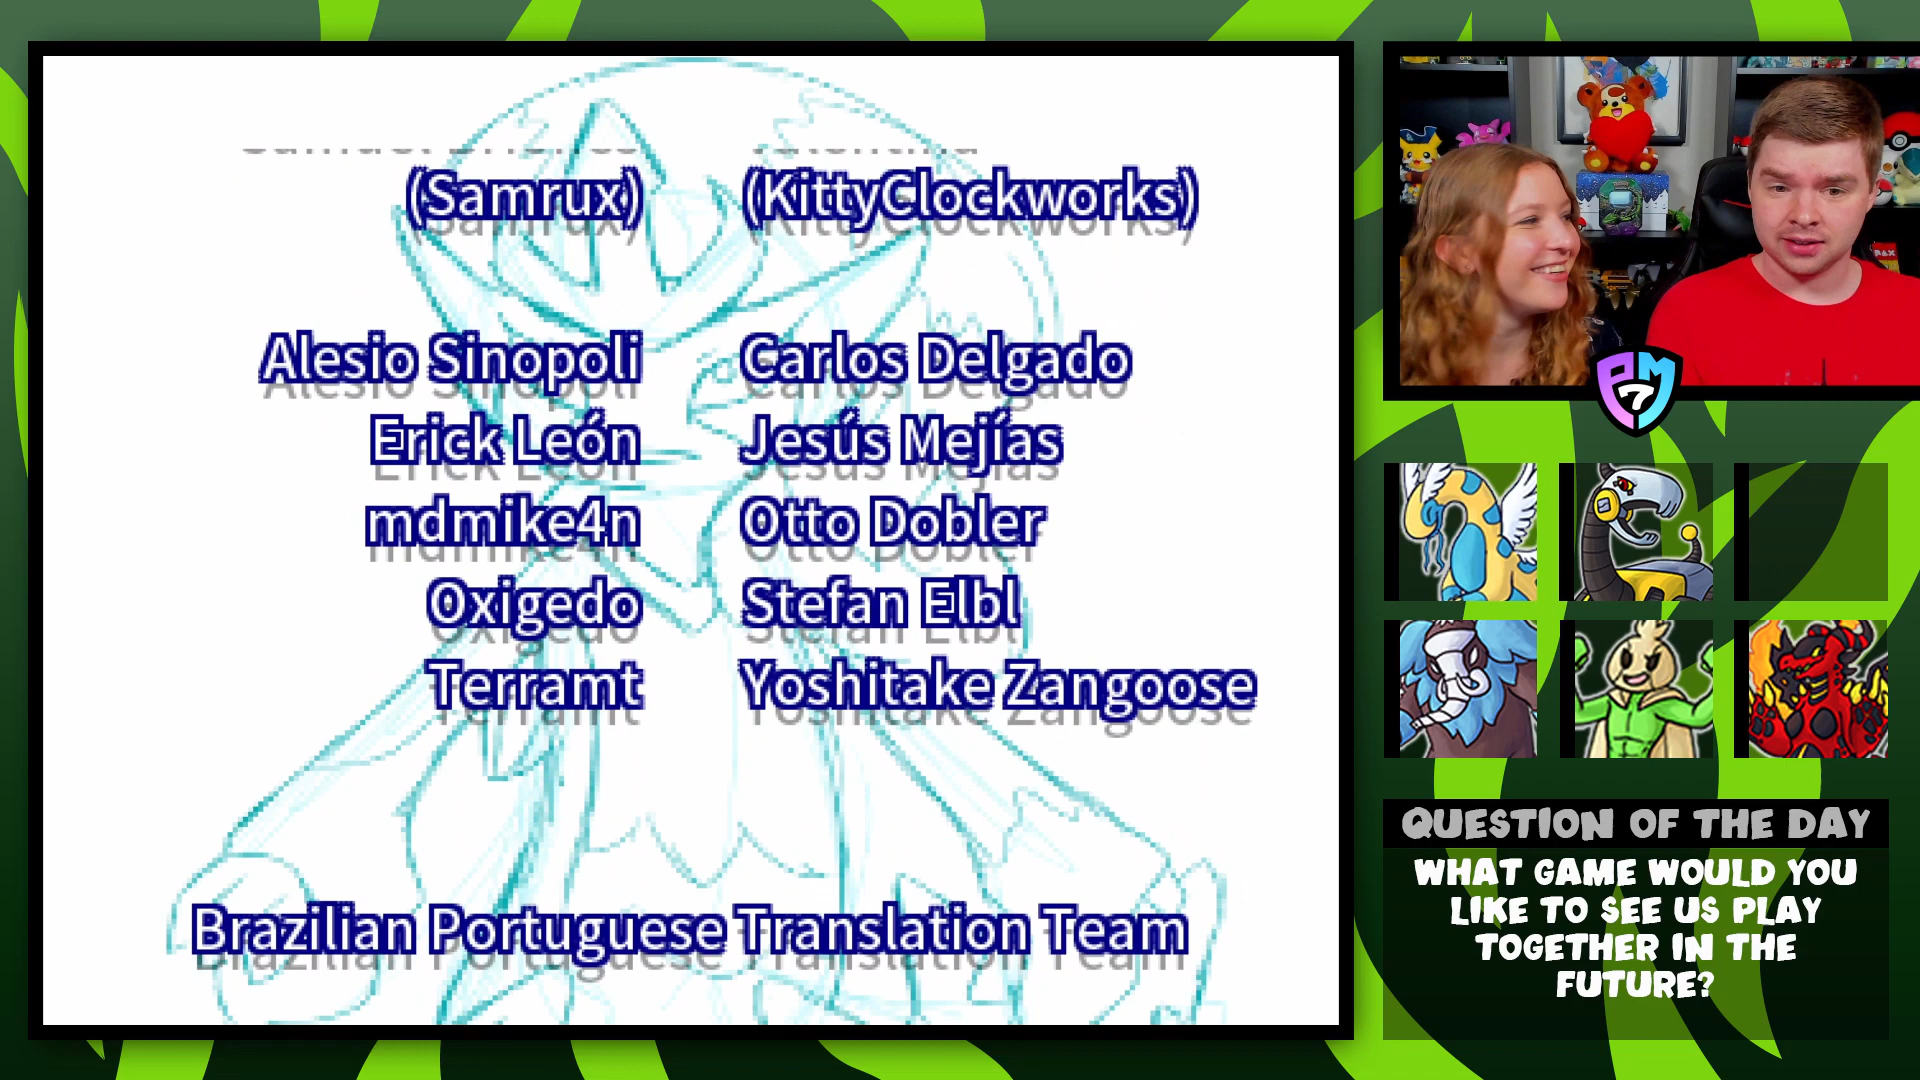 (Samrux) (KittyClockworks)
Alesio Sinopoli Carlos Delgado
Erick León Jesús Mejías
mdmike4n Otto Dobler
Oxigedo Stefan Elbl
Terramt Yoshitake Zangoose
Brazilian Portuguese Translation Team
PM
7
QUESTION OF THE DAY
WHAT GAME WOULD YOU
LIKE TO SEE US PLAY
TOGETHER IN THE
FUTURE?